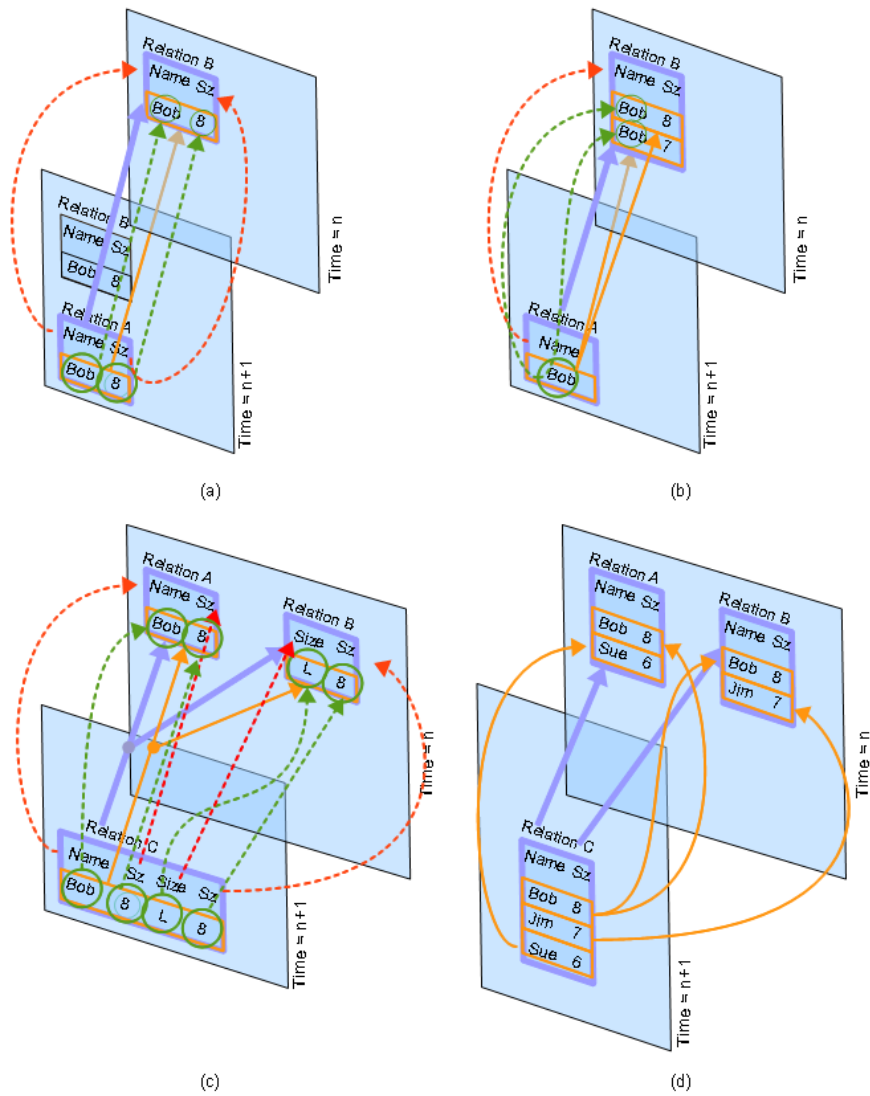 Relation B
Name Sz
Bob 8
Time = n
Relation B
Name Sz
Bob 8
Relation A
Name Sz
Bob 8
Time = n+1
(a)
Relation B
Name Sz
Bob 8
Bob 7
Time = n
Relation A
Name
Bob
Time = n+1
(b)
Relation A
Name Sz
Bob 8
Relation B
Size Sz
L 8
Time = n
Relation C
Name Sz Size Sz
Bob 8 L 8
Time = n+1
(c)
Relation A
Name Sz
Bob 8
Sue 6
Relation B
Name Sz
Bob 8
Jim 7
Time = n
Relation C
Name Sz
Bob 8
Jim 7
Sue 6
Time = n+1
(d)